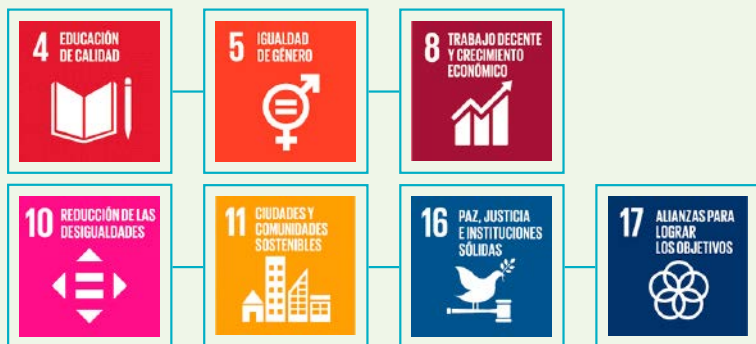 4 EDUCACIÓN
DE CALIDAD
5 IGUALDAD
DE GÉNERO
8 TRABAJO DECENTE
Y CRECIMIENTO
ECONÓMICO
10 REDUCCIÓN DE LAS
DESIGUALDADES
11 CIUDADES Y
COMUNIDADES
SOSTENIBLES
16 PAZ, JUSTICIA
E INSTITUCIONES
SÓLIDAS
17 ALIANZAS PARA
LOGRAR
LOS OBJETIVOS